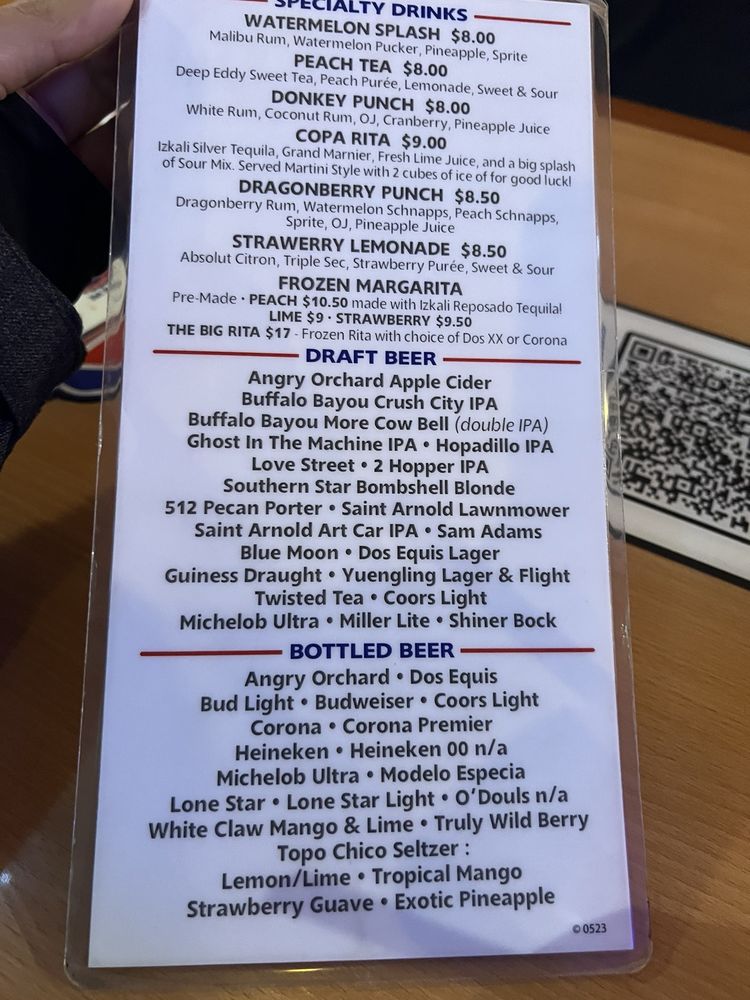 SPECIALTY DRINKS
WATERMELON SPLASH $8.00
Malibu Rum, Watermelon Pucker, Pineapple, Sprite
PEACH TEA $8.00
Deep Eddy Sweet Tea, Peach Purée, Lemonade, Sweet & Sour
DONKEY PUNCH $8.00
White Rum, Coconut Rum, OJ, Cranberry, Pineapple Juice
COPA RITA $9.00
Izkali Silver Tequila, Grand Marnier, Fresh Lime Juice, and a big splash
of Sour Mix. Served Martini Style with 2 cubes of ice of for good luck!
DRAGONBERRY PUNCH $8.50
Dragonberry Rum, Watermelon Schnapps, Peach Schnapps,
Sprite, OJ, Pineapple Juice
STRAWERRY LEMONADE $8.50
Absolut Citron, Triple Sec, Strawberry Purée, Sweet & Sour
FROZEN MARGARITA
Pre-Made • PEACH $10.50 made with Izkali Reposado Tequila!
LIME $9 • STRAWBERRY $9.50
THE BIG RITA $17 - Frozen Rita with choice of Dos XX or Corona
DRAFT BEER
Angry Orchard Apple Cider
Buffalo Bayou Crush City IPA
Buffalo Bayou More Cow Bell (double IPA)
Ghost In The Machine IPA • Hopadillo IPA
Love Street • 2 Hopper IPA
Southern Star Bombshell Blonde
512 Pecan Porter • Saint Arnold Lawnmower
Saint Arnold Art Car IPA • Sam Adams
Blue Moon • Dos Equis Lager
Guiness Draught • Yuengling Lager & Flight
Twisted Tea • Coors Light
Michelob Ultra • Miller Lite • Shiner Bock
BOTTLED BEER
Angry Orchard • Dos Equis
Bud Light • Budweiser • Coors Light
Corona • Corona Premier
Heineken • Heineken 00 n/a
Michelob Ultra • Modelo Especia
Lone Star • Lone Star Light • O'Douls n/a
White Claw Mango & Lime • Truly Wild Berry
Topo Chico Seltzer :
Lemon/Lime • Tropical Mango
Strawberry Guave • Exotic Pineapple
© 0523